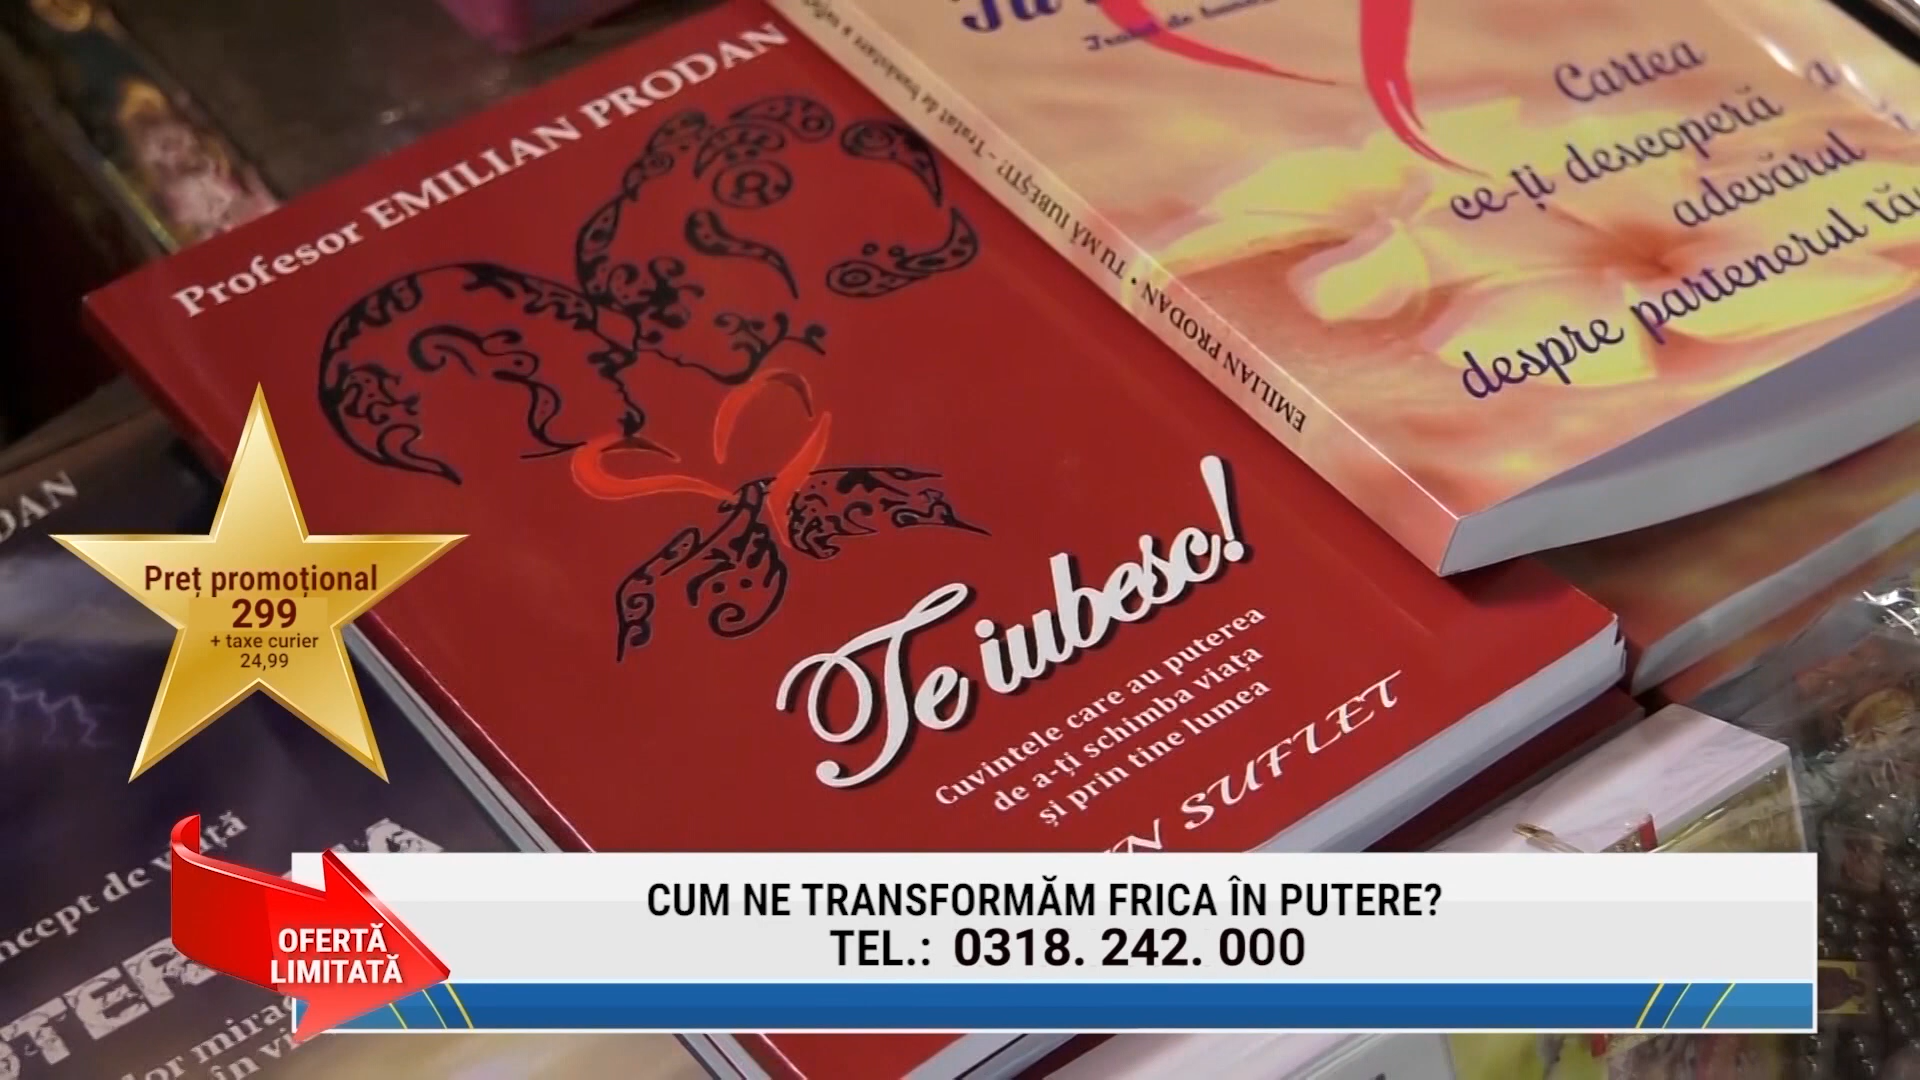 Profesor EMILIAN PRODAN
Te iubesc!
Cuvintele care au puterea
de a-ți schimba viața
și prin tine lumea
SUFLET
Cartea
ce-ți descoperă
adevărul
despre partenerul
EMILIAN PRODAN • TU MĂ IUBEȘTI? - Tratat de
DAN
Preț promoțional
299
+ taxe curier
24,99
de viață
OFERTĂ
LIMITATĂ
CUM NE TRANSFORMĂM FRICA ÎN PUTERE?
TEL.: 0318. 242. 000